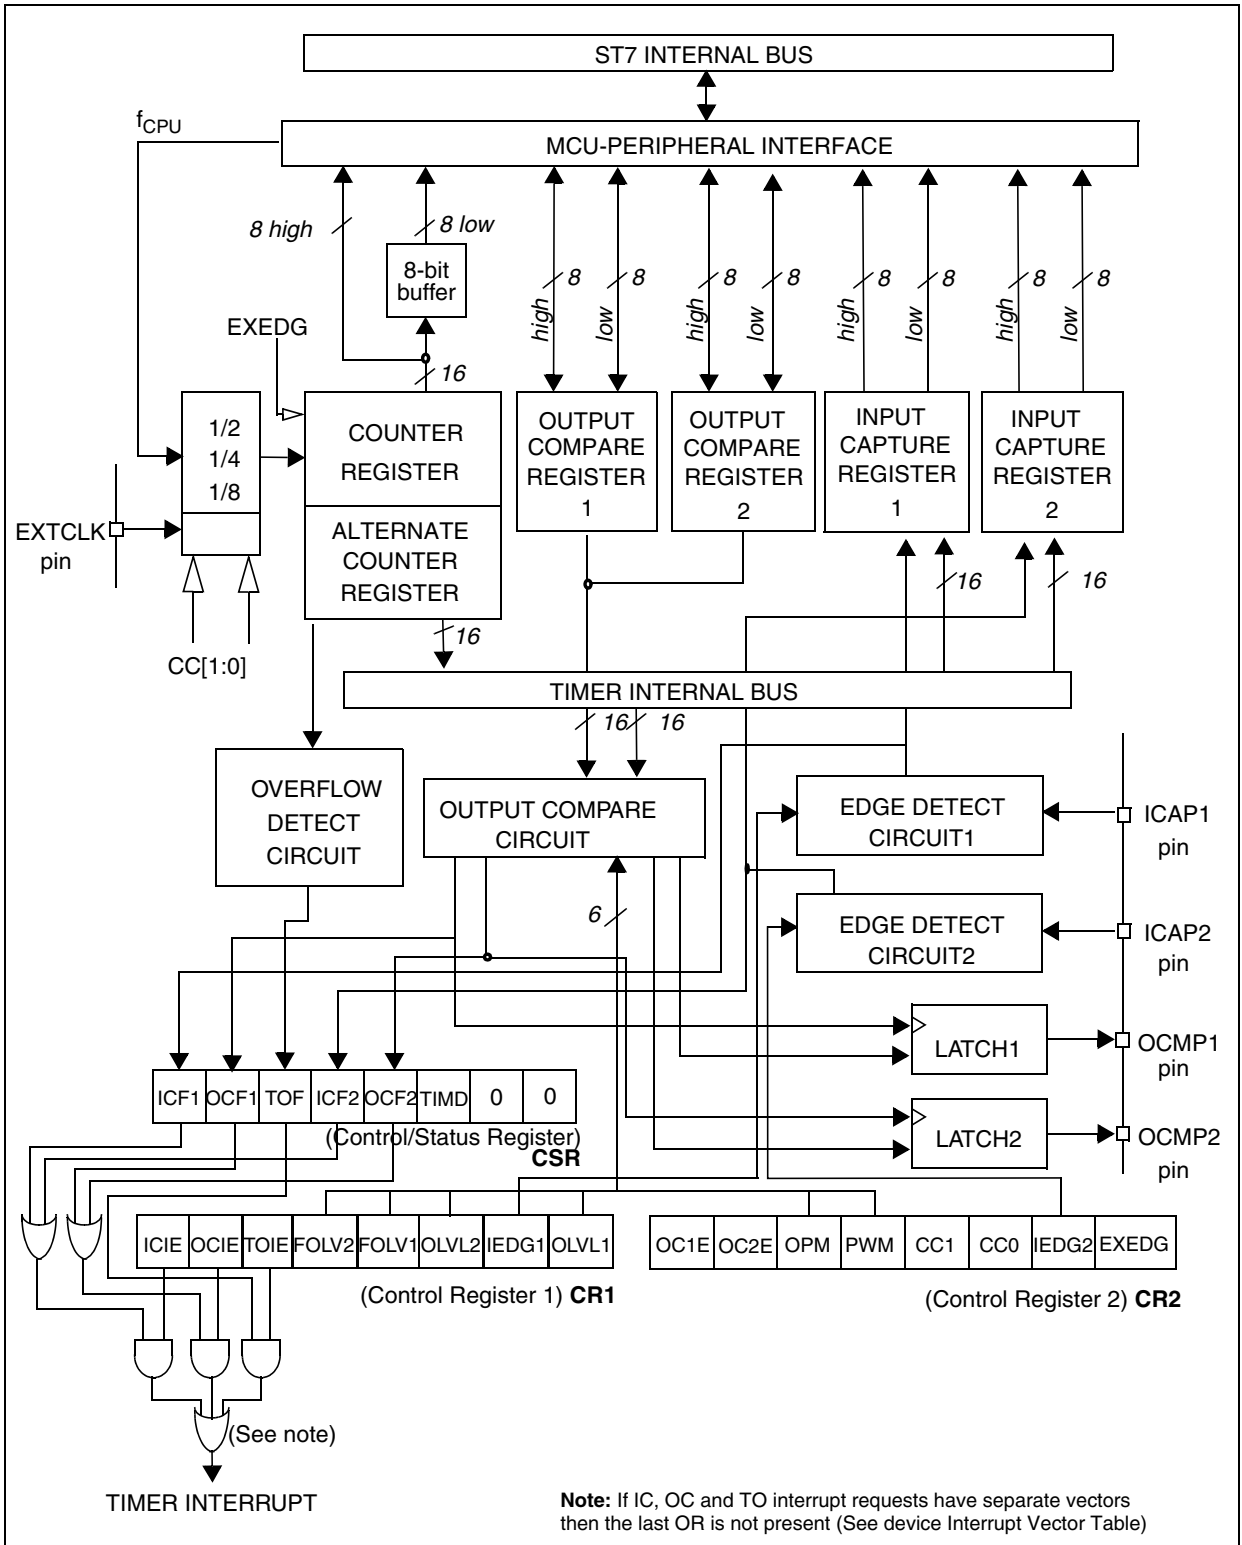 ST7 INTERNAL BUS
fCPU
MCU-PERIPHERAL INTERFACE
8 high
8 low
8-bit
buffer
8
8
8
8
8
8
8
8
high
low
high
low
high
low
high
low
EXEDG
16
1/2
1/4
1/8
COUNTER
REGISTER
OUTPUT
COMPARE
REGISTER
1
OUTPUT
COMPARE
REGISTER
2
INPUT
CAPTURE
REGISTER
1
INPUT
CAPTURE
REGISTER
2
EXTCLK
pin
ALTERNATE
COUNTER
REGISTER
16
16
16
CC[1:0]
TIMER INTERNAL BUS
16
16
OVERFLOW
DETECT
CIRCUIT
OUTPUT COMPARE
CIRCUIT
EDGE DETECT
CIRCUIT1
ICAP1
pin
6
EDGE DETECT
CIRCUIT2
ICAP2
pin
LATCH1
OCMP1
pin
LATCH2
OCMP2
pin
ICF1 OCF1 TOF ICF2 OCF2 TIMD 0 0
(Control/Status Register)
CSR
ICIE OCIE TOIE FOLV2 FOLV1 OLVL2 IEDG1 OLVL1
OC1E OC2E OPM PWM CC1 CC0 IEDG2 EXEDG
(Control Register 1) CR1
(Control Register 2) CR2
(See note)
TIMER INTERRUPT
Note: If IC, OC and TO interrupt requests have separate vectors
then the last OR is not present (See device Interrupt Vector Table)